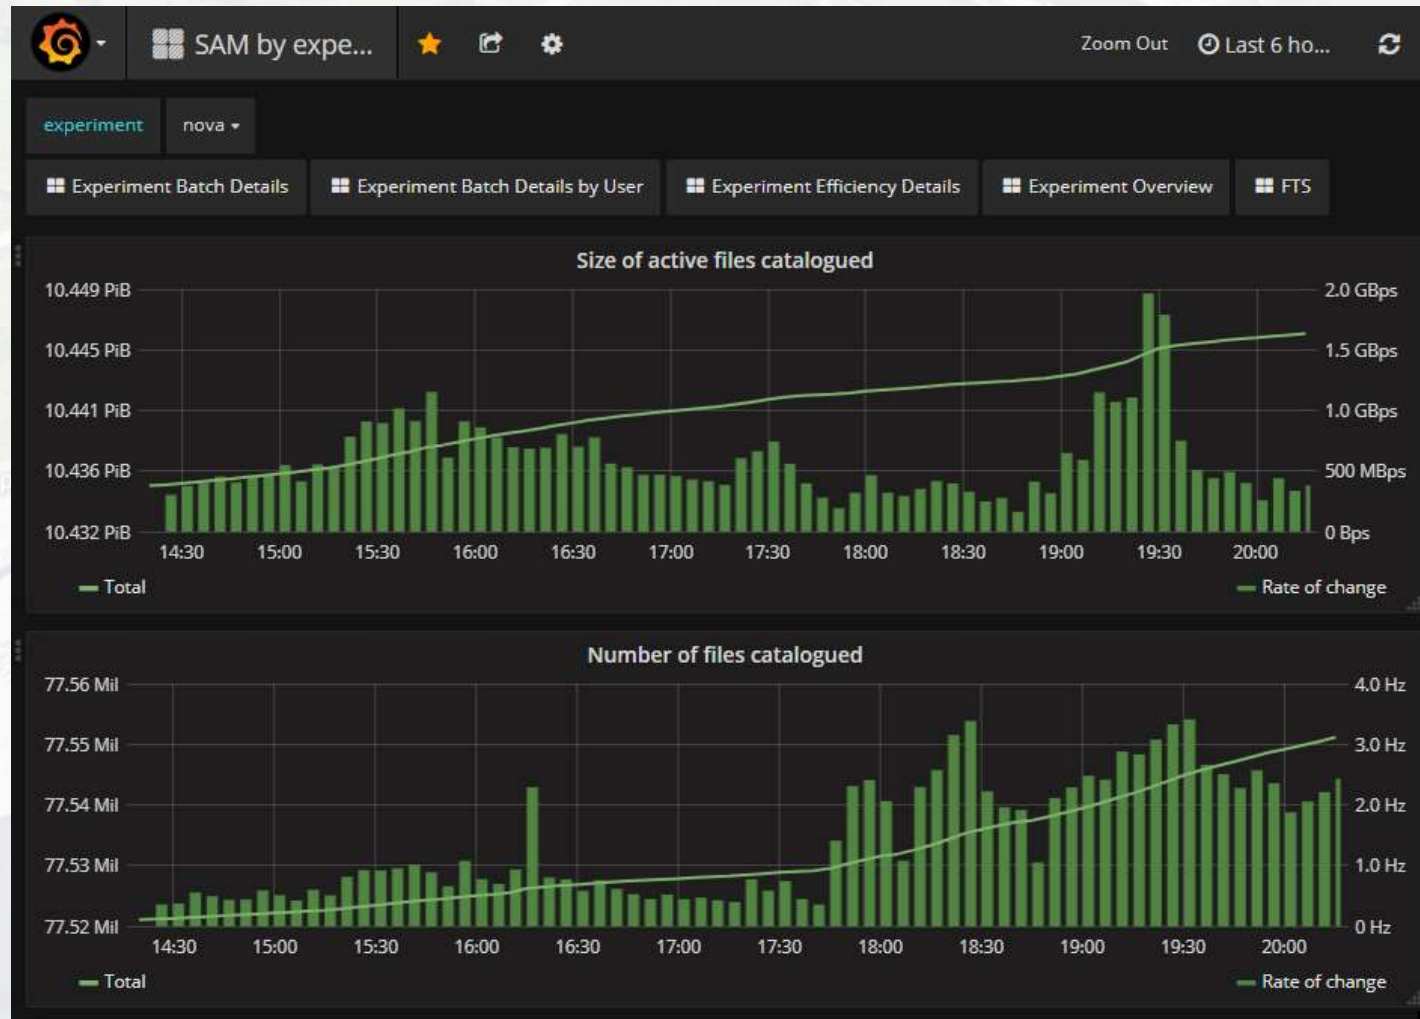 SAM by expe...
Zoom Out
Last 6 ho...
experiment
nova
Experiment Batch Details
Experiment Batch Details by User
Experiment Efficiency Details
Experiment Overview
FTS
Size of active files catalogued
10.449 PiB
2.0 GBps
10.445 PiB
1.5 GBps
10.441 PiB
1.0 GBps
10.436 PiB
500 MBps
10.432 PiB
0 Bps
14:30 15:00 15:30 16:00 16:30 17:00 17:30 18:00 18:30 19:00 19:30 20:00
Total
Rate of change
Number of files catalogued
77.56 Mil
4.0 Hz
77.55 Mil
3.0 Hz
77.54 Mil
2.0 Hz
77.53 Mil
1.0 Hz
77.52 Mil
0 Hz
14:30 15:00 15:30 16:00 16:30 17:00 17:30 18:00 18:30 19:00 19:30 20:00
Total
Rate of change